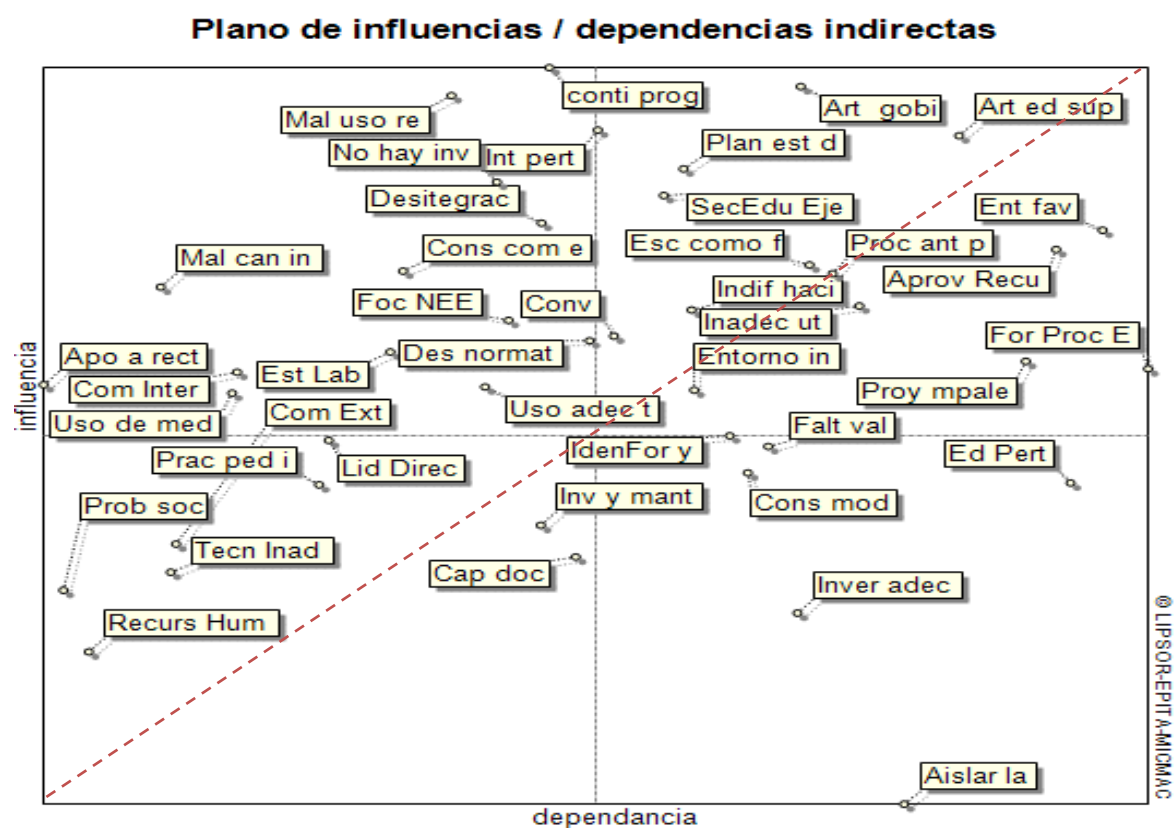 Plano de influencias / dependencias indirectas
conti prog
Art gobi
Art ed sup
Mal uso re
Plan est d
No hay inv
Int pert
Desitegrac
SecEdu Eje
Ent fav
Cons com e
Esc como f
Proc ant p
Mal can in
Aprov Recu
Foc NEE
Conv
Indif haci
Inadec ut
Des normat
For Proc E
Apo a rect
Est Lab
Entorno in
Com Inter
Proy mpale
influencia
Com Ext
Uso adec t
Uso de med
Falt val
IdenFor y
Prac ped i
Lid Direc
Ed Pert
Prob soc
Inv y mant
Cons mod
Tecn Inad
Cap doc
Inver adec
Recurs Hum
Aislar la
dependancia
© LIPSOR-EPITA-MICMAC